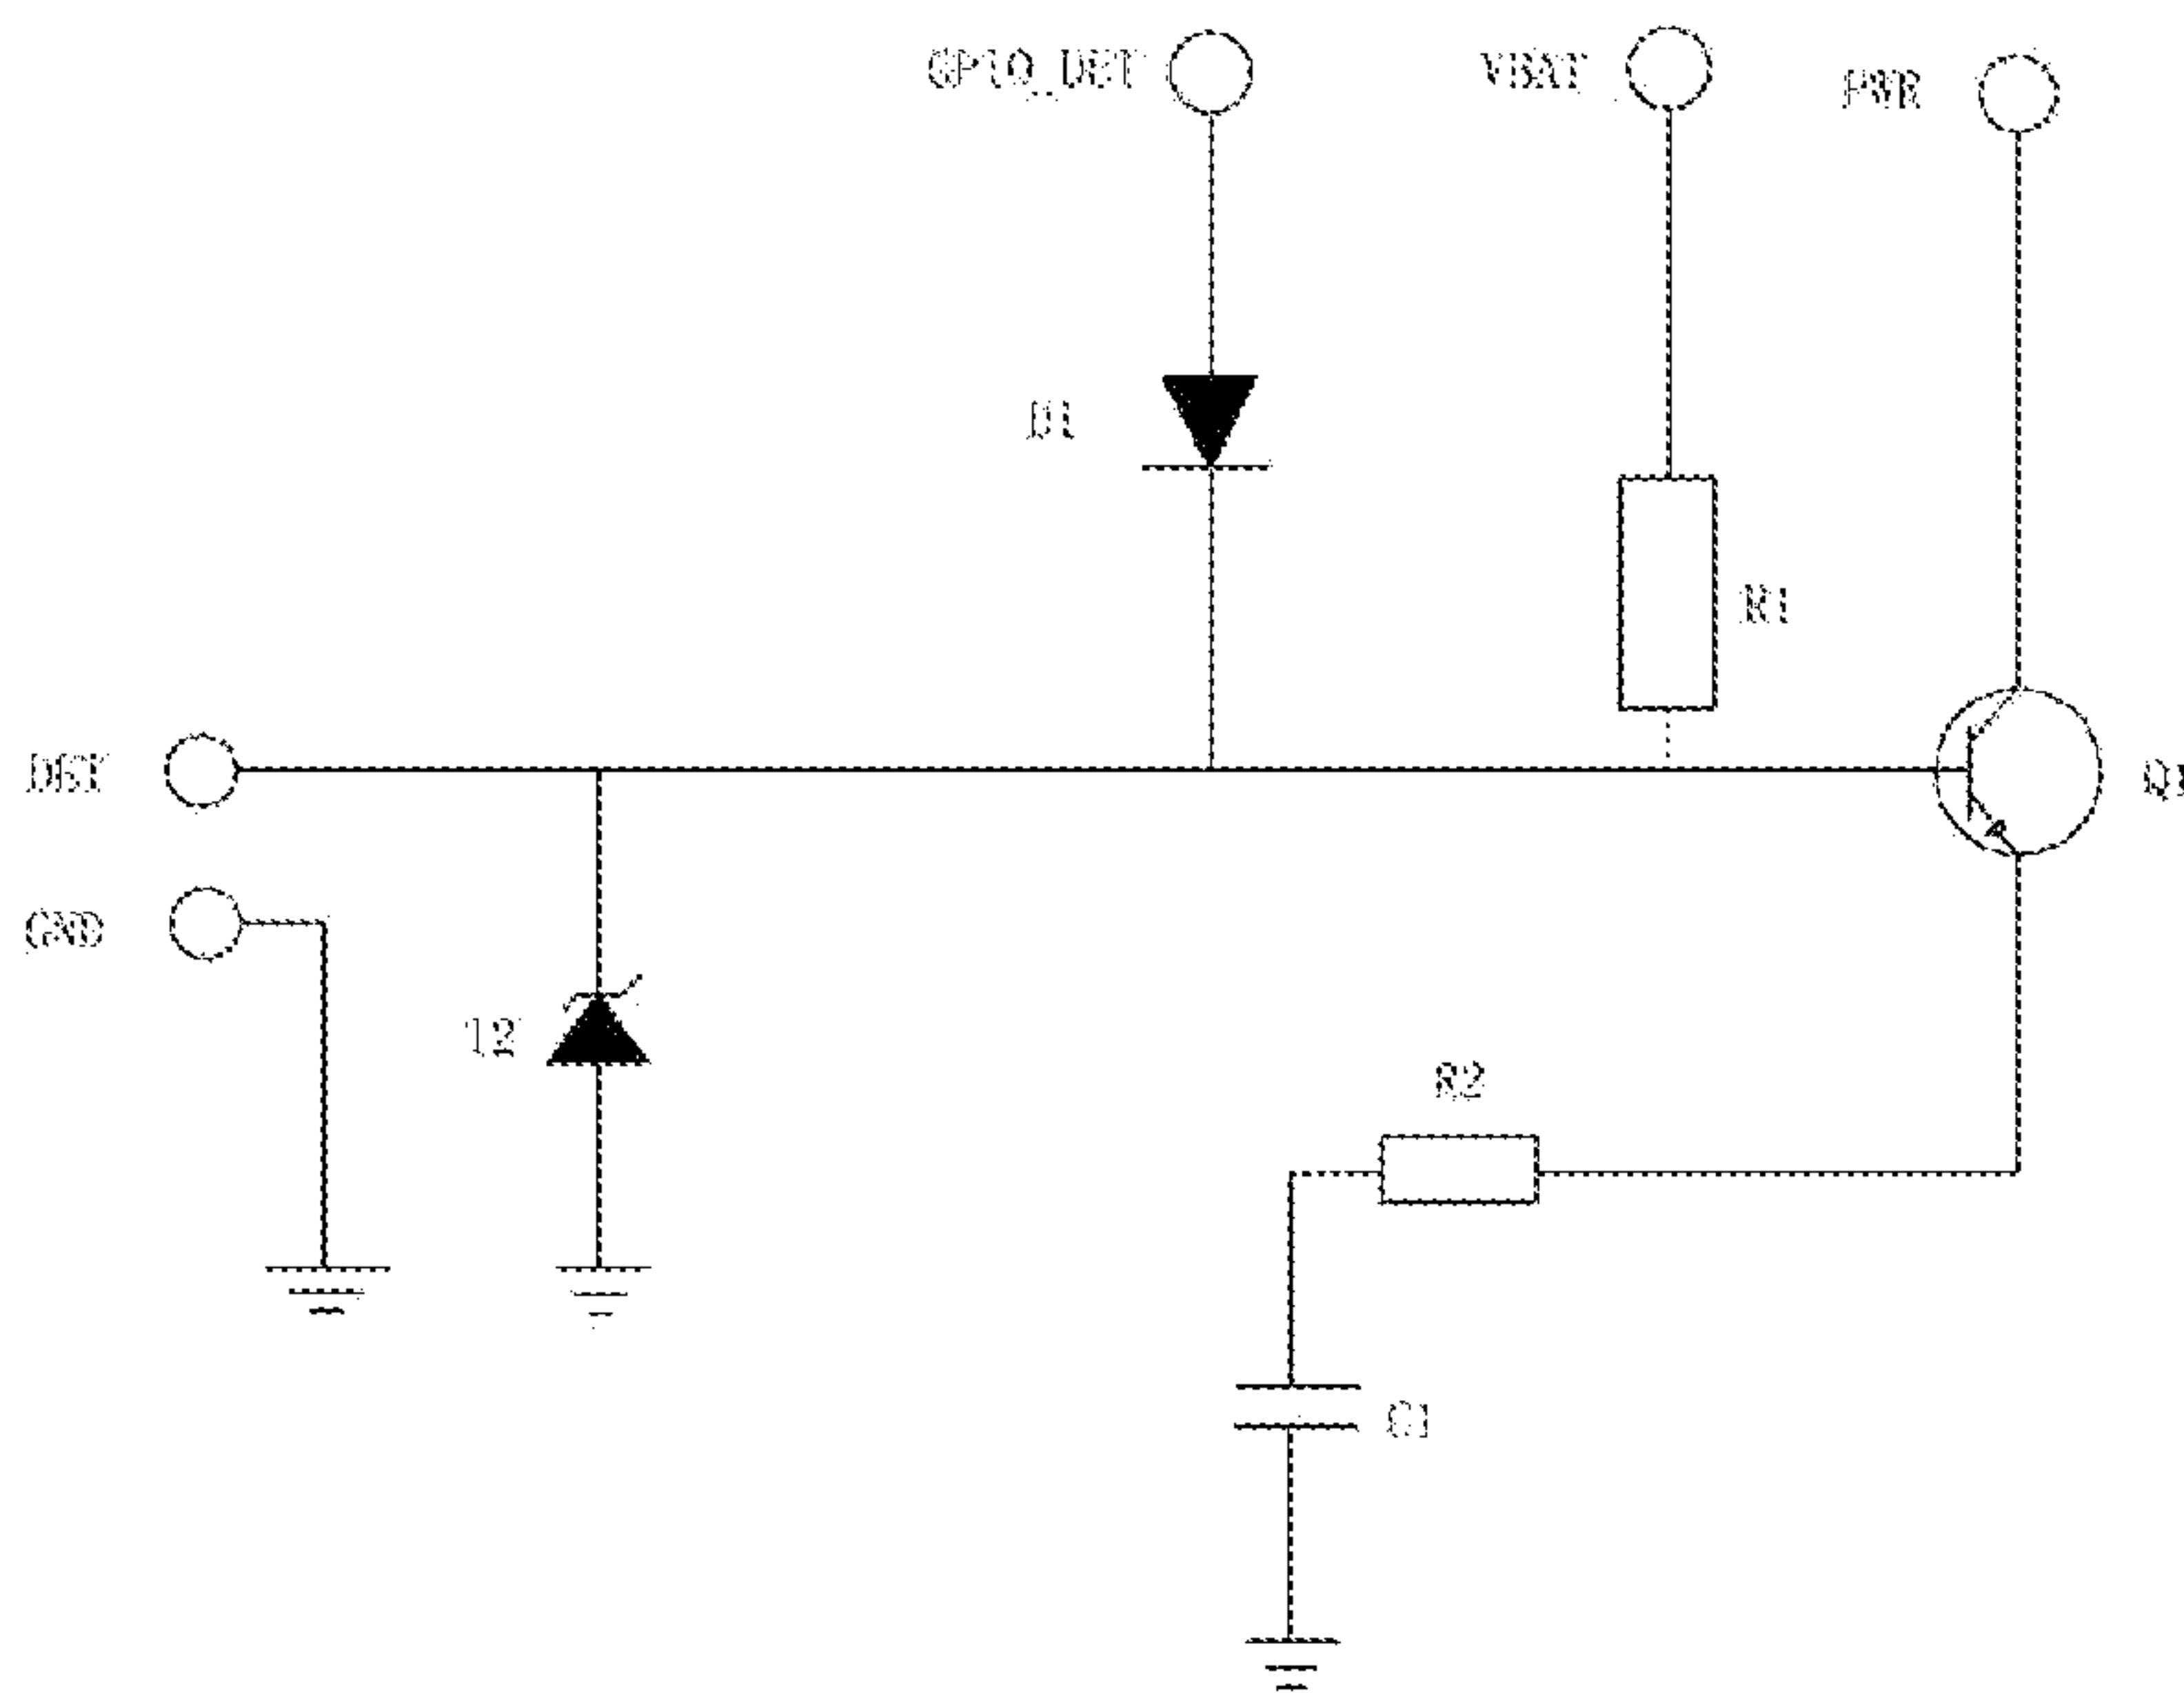 GPIO_DET
VBAT
PWR
D1
R1
DET
Q1
GND
R2
C1